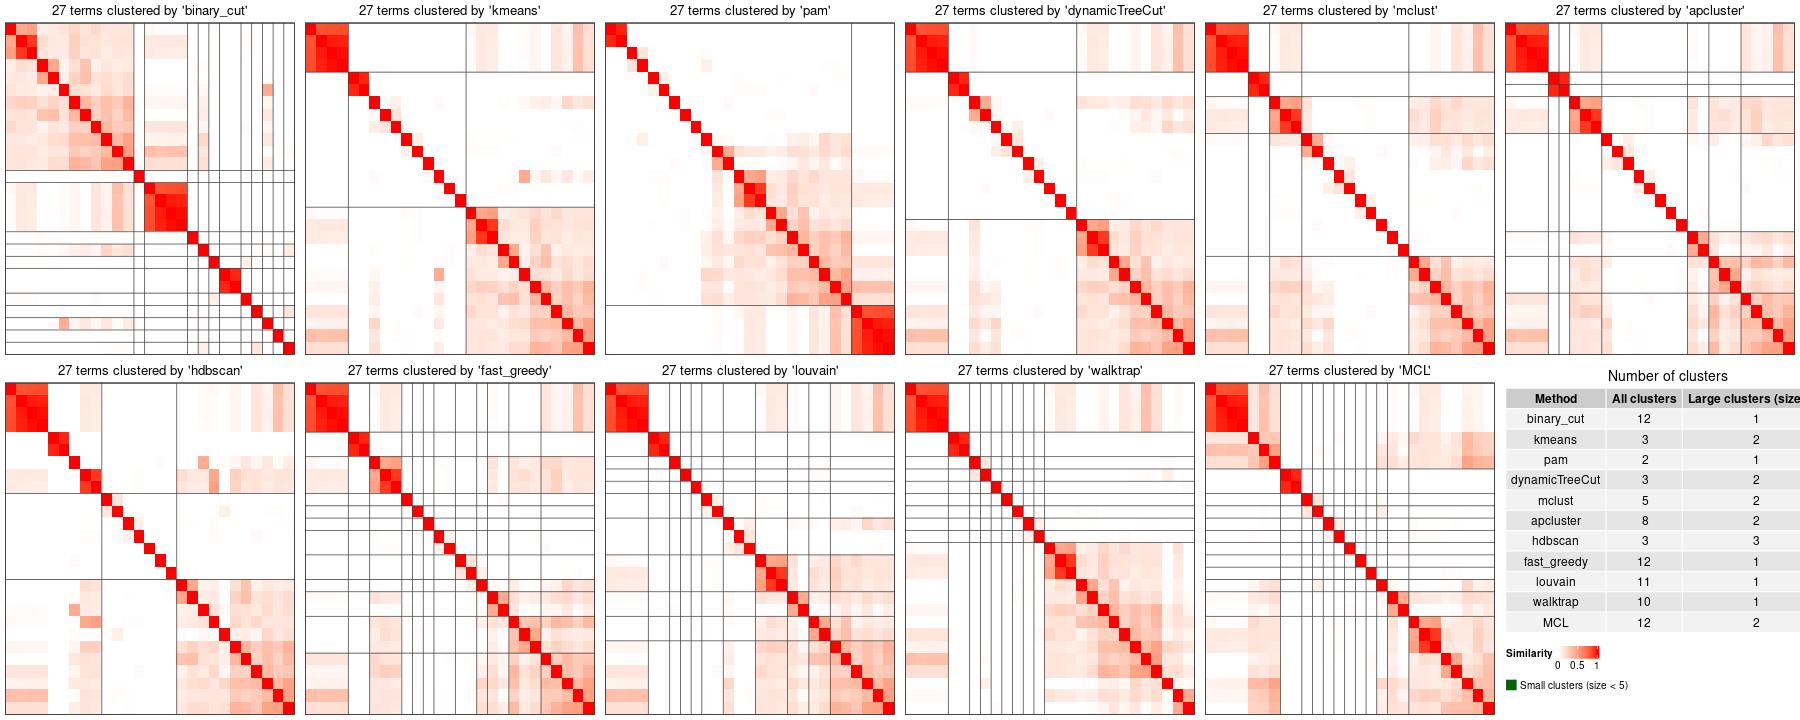 27 terms clustered by 'binary_cut'
27 terms clustered by 'kmeans'
27 terms clustered by 'pam'
27 terms clustered by 'dynamicTreeCut'
27 terms clustered by 'mclust'
27 terms clustered by 'apcluster'
27 terms clustered by 'hdbscan'
27 terms clustered by 'fast_greedy'
27 terms clustered by 'louvain'
27 terms clustered by 'walktrap'
27 terms clustered by 'MCL'
Number of clusters
Method All clusters Large clusters (size
binary_cut 12 1
kmeans 3 2
pam 2 1
dynamicTreeCut 3 2
mclust 5 2
apcluster 8 2
hdbscan 3 3
fast_greedy 12 1
louvain 11 1
walktrap 10 1
MCL 12 2
Similarity
0 0.5 1
Small clusters (size < 5)